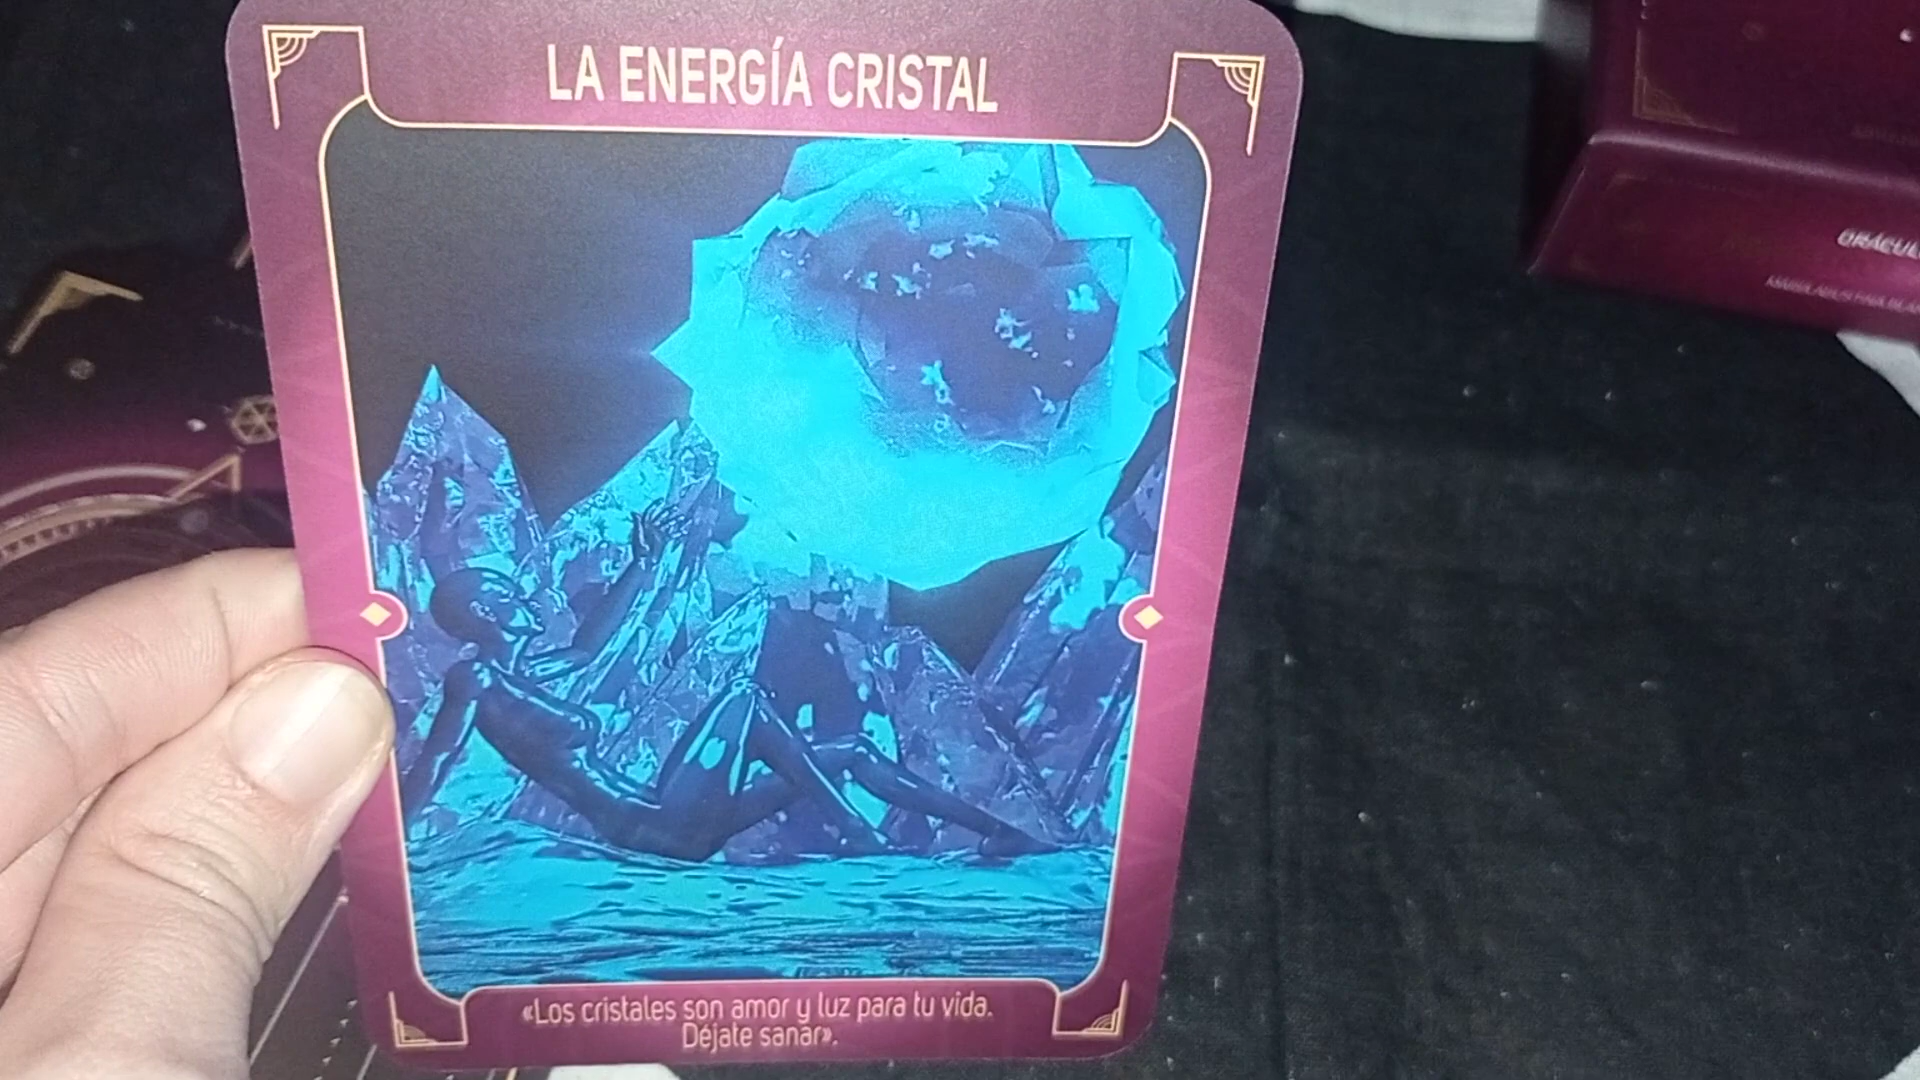 LA ENERGÍA CRISTAL
«Los cristales son amor y luz para tu vida.
Déjate sanar».